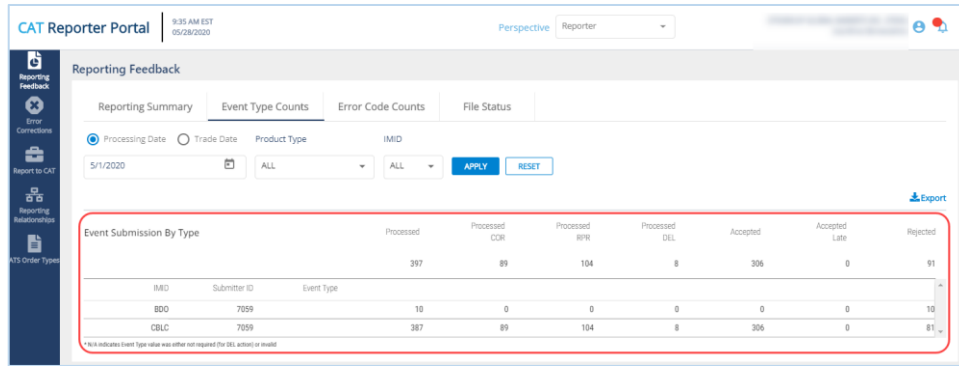 CAT Reporter Portal
9:35 AM EST
05/28/2020
Perspective Reporter
Reporting Feedback
Error Corrections
Report to CAT
Reporting Relationships
ATS Order Types
Reporting Feedback
Reporting Summary Event Type Counts Error Code Counts File Status
Processing Date Trade Date Product Type IMID
5/1/2020 ALL ALL APPLY RESET
Export
Event Submission By Type Processed Processed COR Processed RPR Processed DEL Accepted Accepted Late Rejected
397 89 104 8 306 0 91
IMID Submitter ID Event Type
BDO 7059 10 0 0 0 0 0 10
CBLC 7059 387 89 104 8 306 0 81
* N/A indicates Event Type value was either not required (for DEL action) or invalid